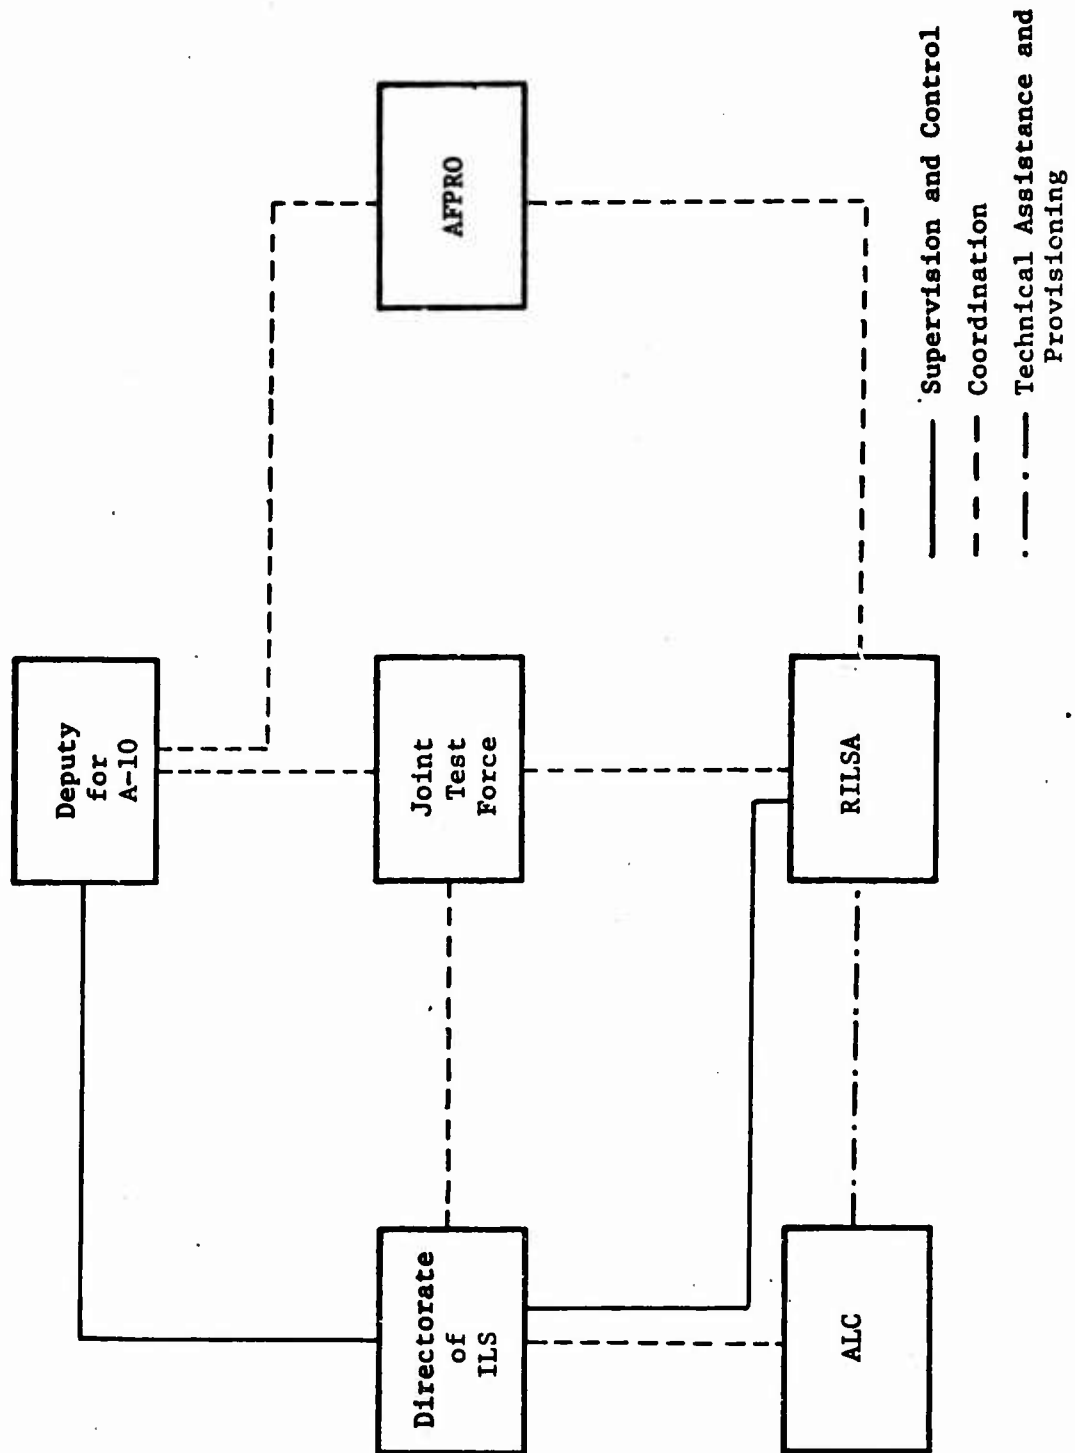 Deputy
for
A-10
Directorate
of
ILS
Joint
Test
Force
AFPRO
ALC
RILSA
Supervision and Control
Coordination
Technical Assistance and
Provisioning